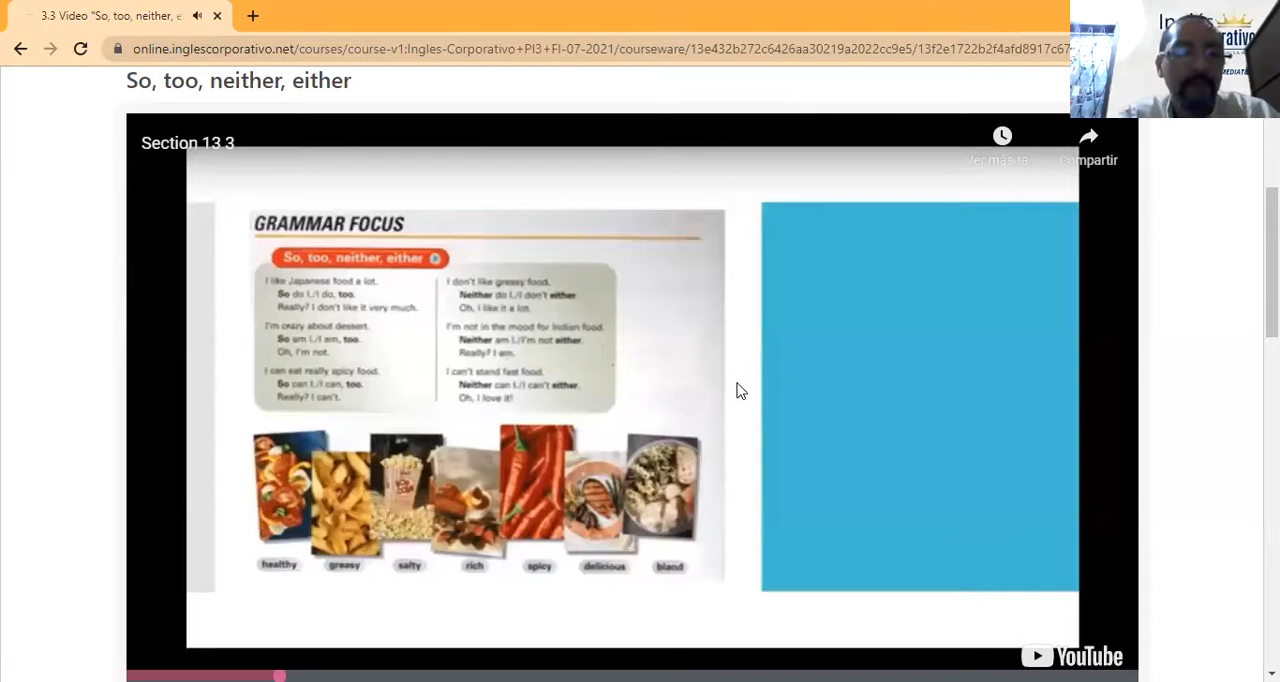 3.3 Video "So, too, neither, e
online.inglescorporativo.net/courses/course-v1:Ingles-Corporativo+PI3+FI-07-2021/courseware/13e432b272c6426aa30219a2022cc9e5/13f2e1722b2f4afd8917c67
So, too, neither, either
Section 13.3
Compartir
GRAMMAR FOCUS
So, too, neither, either
I like Japanese food a lot.
So do I./I do, too.
Really? I don't like it very much.
I'm crazy about dessert.
So am I./I am, too.
Oh, I'm not.
I can eat really spicy food.
So can I./I can, too.
Really? I can't.
I don't like greasy food.
Neither do I./I don't either.
Oh, I like it a lot.
I'm not in the mood for Indian food.
Neither am I./I'm not either.
Really? I am.
I can't stand fast food.
Neither can I./I can't either.
Oh, I love it!
healthy
greasy
salty
rich
spicy
delicious
bland
YouTube